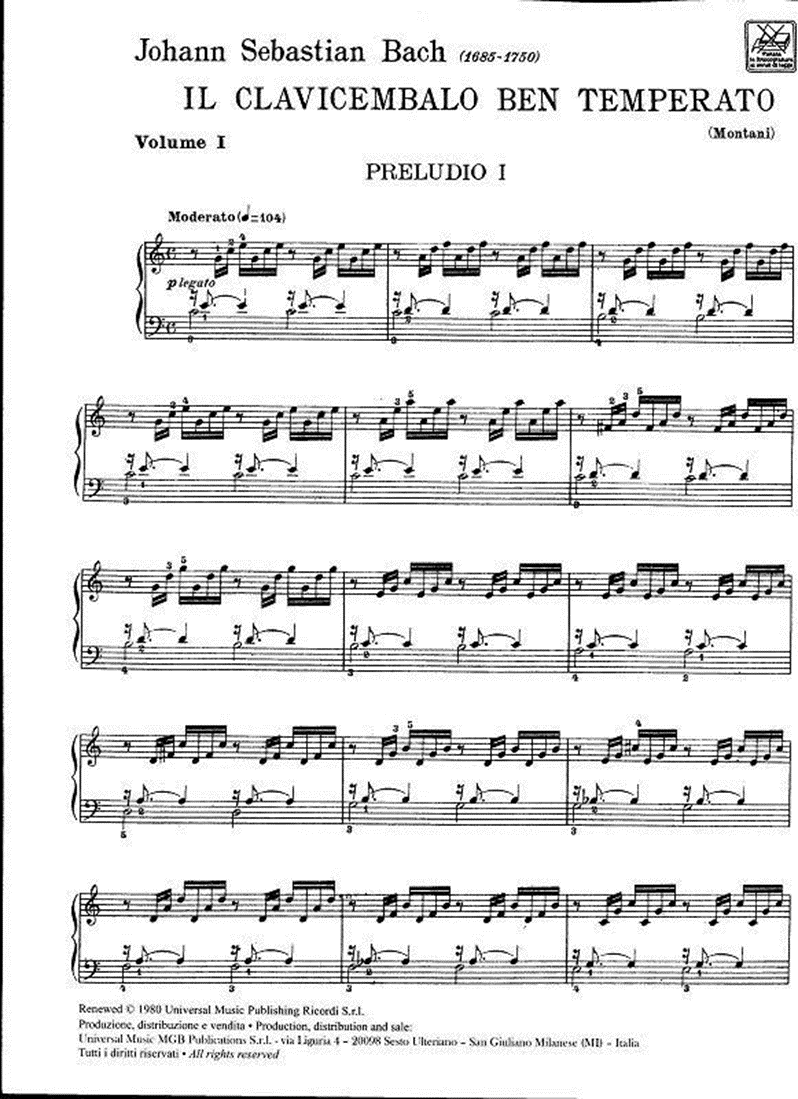 Johann Sebastian Bach (1685-1750)
IL CLAVICEMBALO BEN TEMPERATO
(Montani)
Volume I
PRELUDIO I
Moderato (♩=104)
p legato
Renewed © 1980 Universal Music Publishing Ricordi S.r.l.
Produzione, distribuzione e vendita • Production, distribution and sale:
Universal Music MGB Publications S.r.l. - via Liguria 4 – 20098 Sesto Ulteriano – San Giuliano Milanese (MI) – Italia
Tutti i diritti riservati • All rights reserved